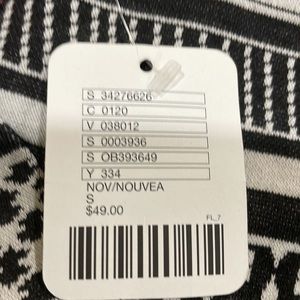 S 34276626
C 0120
V 038012
S 0003936
S OB393649
Y 334
NOV/NOUVEA
S
$49.00
FL_7